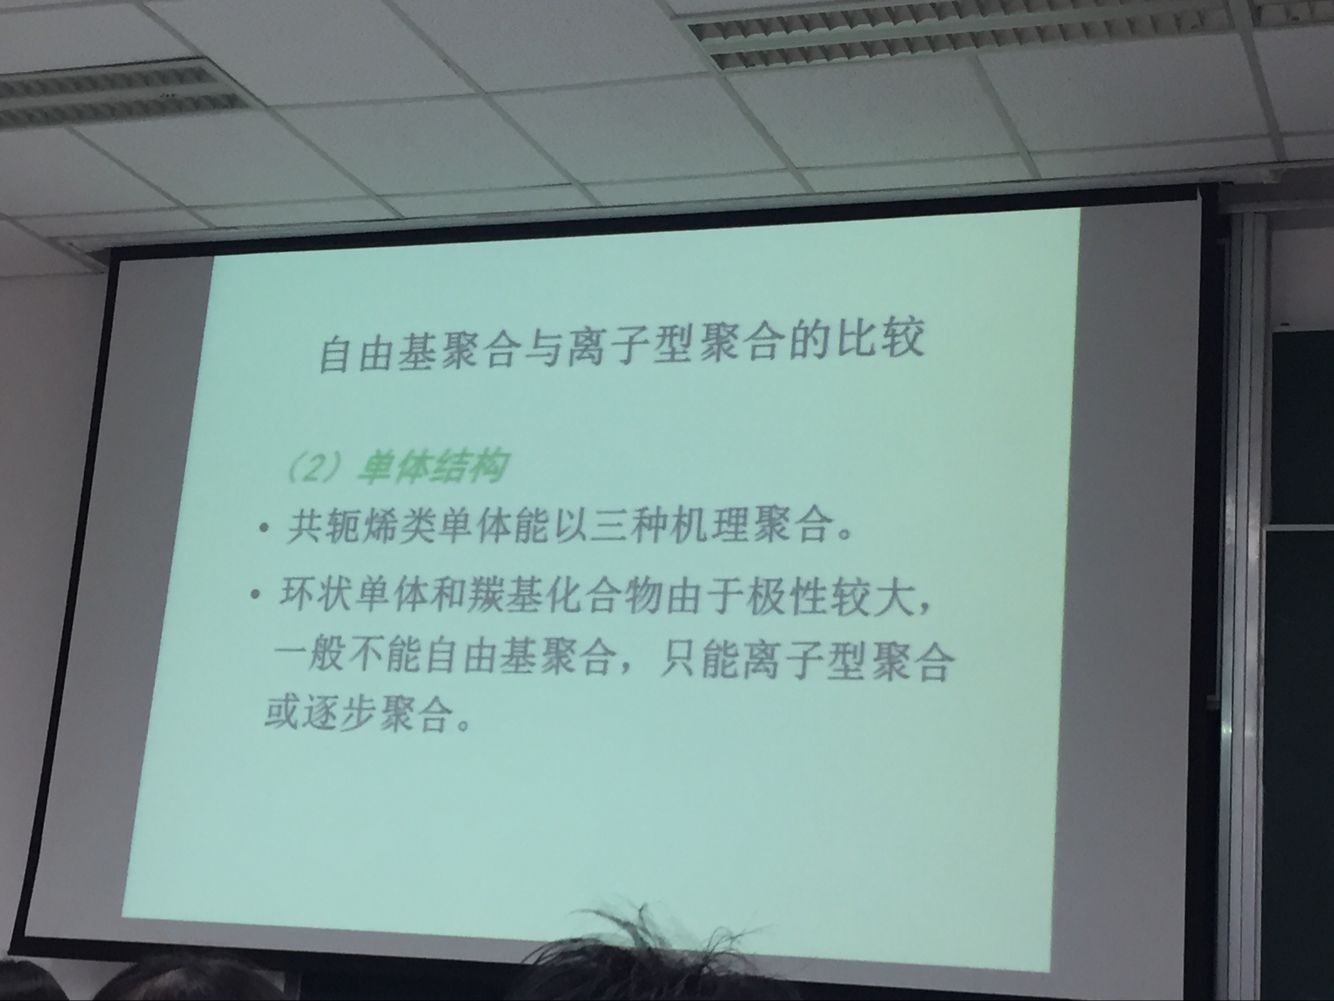 自由基聚合与离子型聚合的比较
（2）单体结构
• 共轭烯类单体能以三种机理聚合。
• 环状单体和羰基化合物由于极性较大，
一般不能自由基聚合，只能离子型聚合
或逐步聚合。